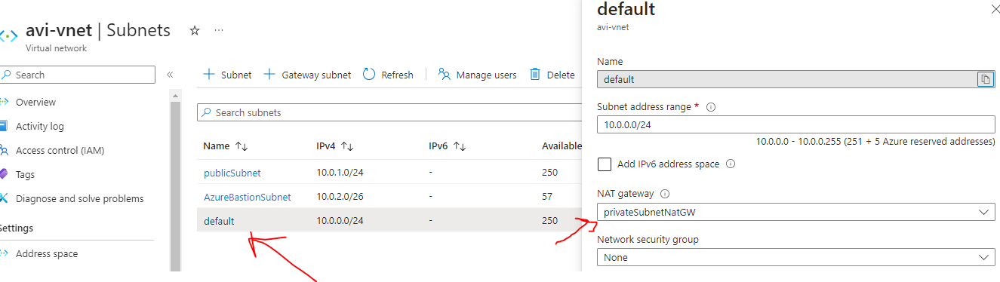 avi-vnet | Subnets
Virtual network
Search
Overview
Activity log
Access control (IAM)
Tags
Diagnose and solve problems
Settings
Address space
Subnet
Gateway subnet
Refresh
Manage users
Delete
Search subnets
Name IPv4 IPv6 Available
publicSubnet 10.0.1.0/24 - 250
AzureBastionSubnet 10.0.2.0/26 - 57
default 10.0.0.0/24 - 250
default
avi-vnet
Name
default
Subnet address range *
10.0.0.0/24
10.0.0.0 - 10.0.0.255 (251 + 5 Azure reserved addresses)
Add IPv6 address space
NAT gateway
privateSubnetNatGW
Network security group
None